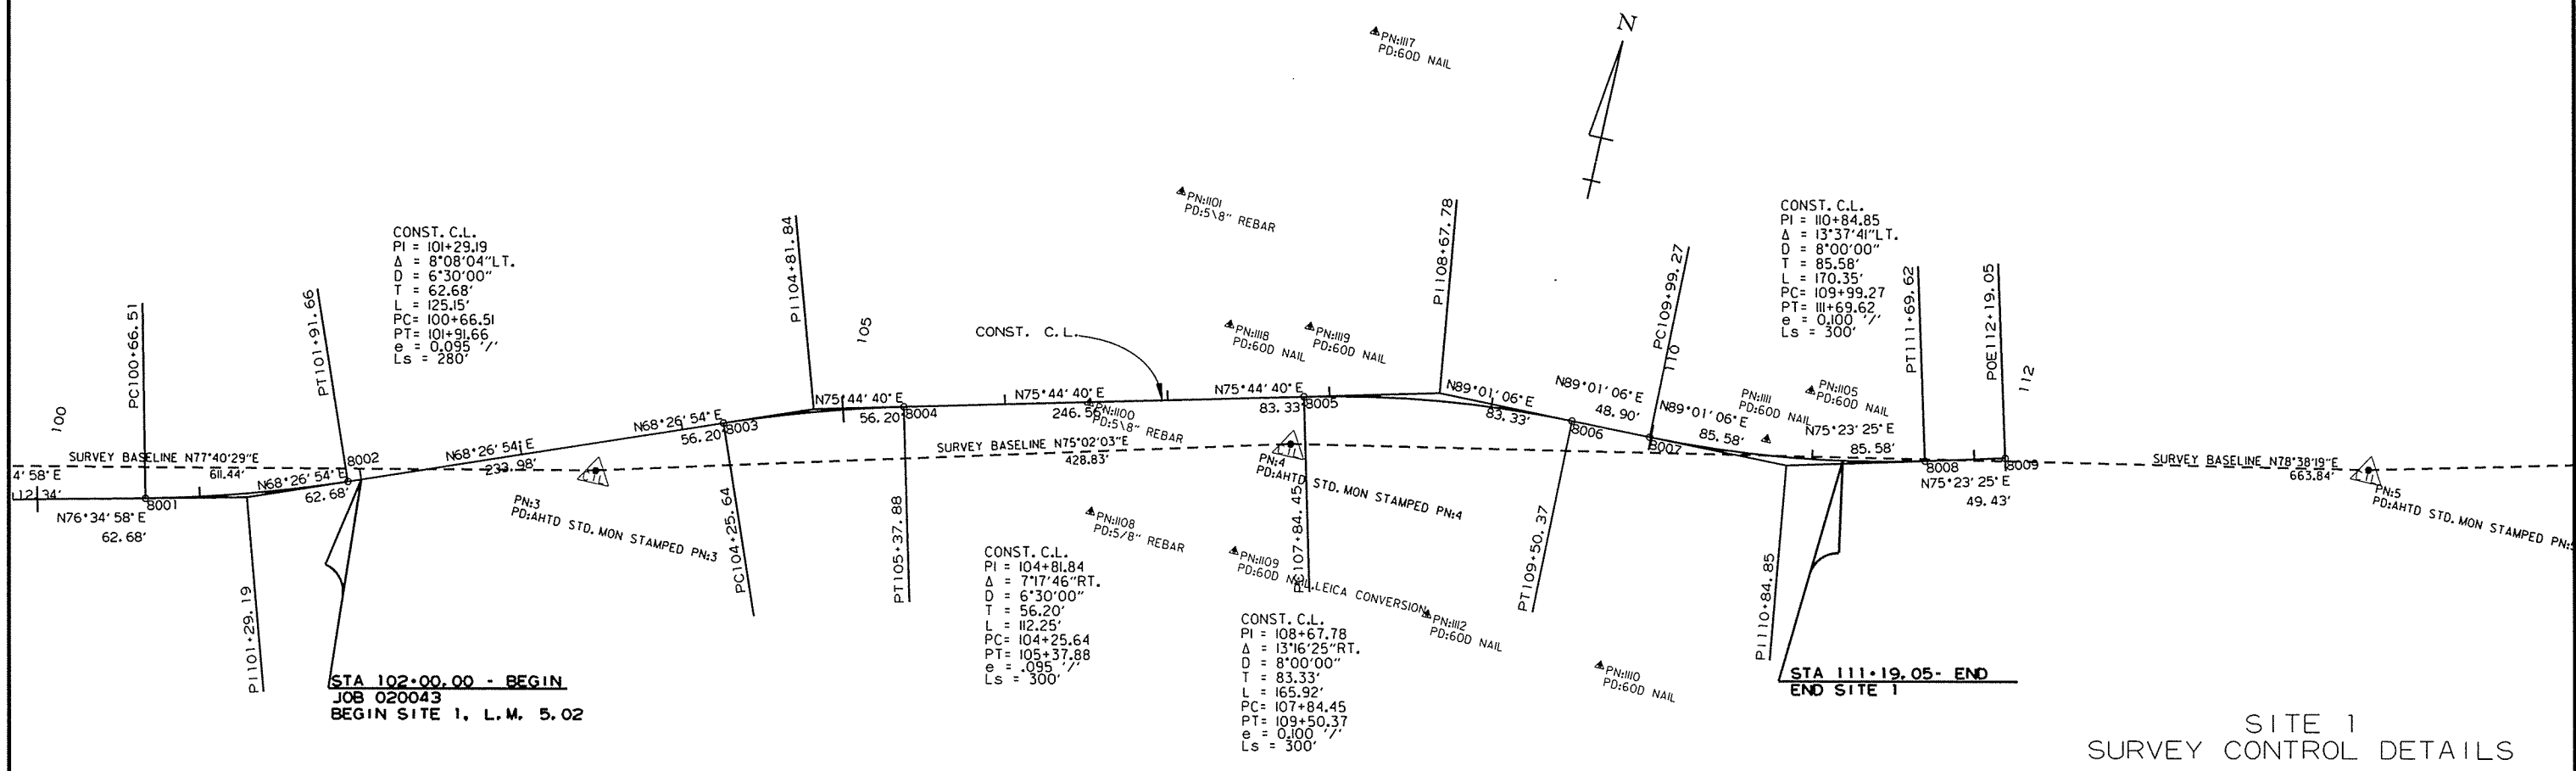 N
PN:1117
PD:60D NAIL
PN:1101
PD:5\8" REBAR
CONST. C.L.
PI = 101+29.19
Δ = 8°08'04"LT.
D = 6°30'00"
T = 62.68'
L = 125.15'
PC= 100+66.51
PT= 101+91.66
e = 0.095 '/'
Ls = 280'
CONST. C.L.
PI = 110+84.85
Δ = 13°37'41"LT.
D = 8°00'00"
T = 85.58'
L = 170.35'
PC= 109+99.27
PT= 111+69.62
e = 0.100 '/'
Ls = 300'
PC100+66.51
PT101+91.66
PI104+81.84
PI108+67.78
PC109+99.27
PT111+69.62
POE112+19.05
100
105
110
112
CONST. C.L.
PN:1118
PD:60D NAIL
PN:1119
PD:60D NAIL
PN:1111
PD:60D NAIL
PN:1105
PD:60D NAIL
PN:1100
PD:5\8" REBAR
4'58" E
12.34'
SURVEY BASELINE N77°40'29"E
611.44'
8001
N76°34'58" E
62.68'
N68°26'54" E
62.68'
8002
N68°26'54" E
233.98'
N68°26'54" E
56.20'
8003
N75°44'40" E
56.20'
8004
N75°44'40" E
246.56'
N75°44'40" E
83.33'
8005
SURVEY BASELINE N75°02'03"E
428.83'
N89°01'06" E
83.33'
8006
N89°01'06" E
48.90'
8007
N89°01'06" E
85.58'
N75°23'25" E
85.58'
8008
8009
N75°23'25" E
49.43'
SURVEY BASELINE N78°38'19"E
663.84'
CTL
PN:3
PD:AHTD STD. MON STAMPED PN:3
CTL
PN:4
PD:AHTD STD. MON STAMPED PN:4
CTL
PN:5
PD:AHTD STD. MON STAMPED PN:
PN:1108
PD:5/8" REBAR
PN:1109
PD:60D NAIL LEICA CONVERSION
PN:1112
PD:60D NAIL
PN:1110
PD:60D NAIL
PI101+29.19
PC104+25.64
PT105+37.88
PC107+84.45
PT109+50.37
PI110+84.85
CONST. C.L.
PI = 104+81.84
Δ = 7°17'46"RT.
D = 6°30'00"
T = 56.20'
L = 112.25'
PC= 104+25.64
PT= 105+37.88
e = .095 '/'
Ls = 300'
CONST. C.L.
PI = 108+67.78
Δ = 13°16'25"RT.
D = 8°00'00"
T = 83.33'
L = 165.92'
PC= 107+84.45
PT= 109+50.37
e = 0.100 '/'
Ls = 300'
STA 102+00.00 - BEGIN
JOB 020043
BEGIN SITE 1, L.M. 5.02
STA 111+19.05- END
END SITE 1
SITE 1
SURVEY CONTROL DETAILS